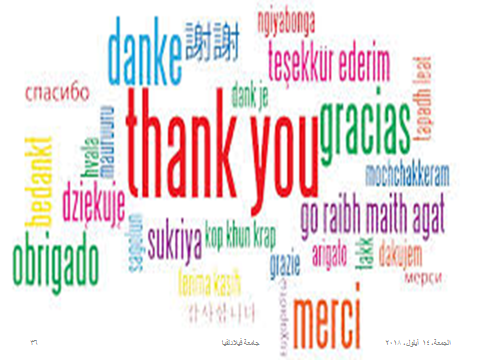 ngiyabonga
danke
謝謝
teşekkür ederim
tapadh leat
спасибо
dank je
gracias
thank you
mauruuru
hvala
bedankt
mochchakkeram
dziękuję
go raibh maith agat
sagolun
sukriya
kop khun krap
obrigado
grazie
arigato
takk
dakujem
terima kasih
мерси
감사합니다
ευχαριστώ
merci
٣٦
جامعة فيلادلفيا
الجمعة، ١٤ أيلول، ٢٠١٨